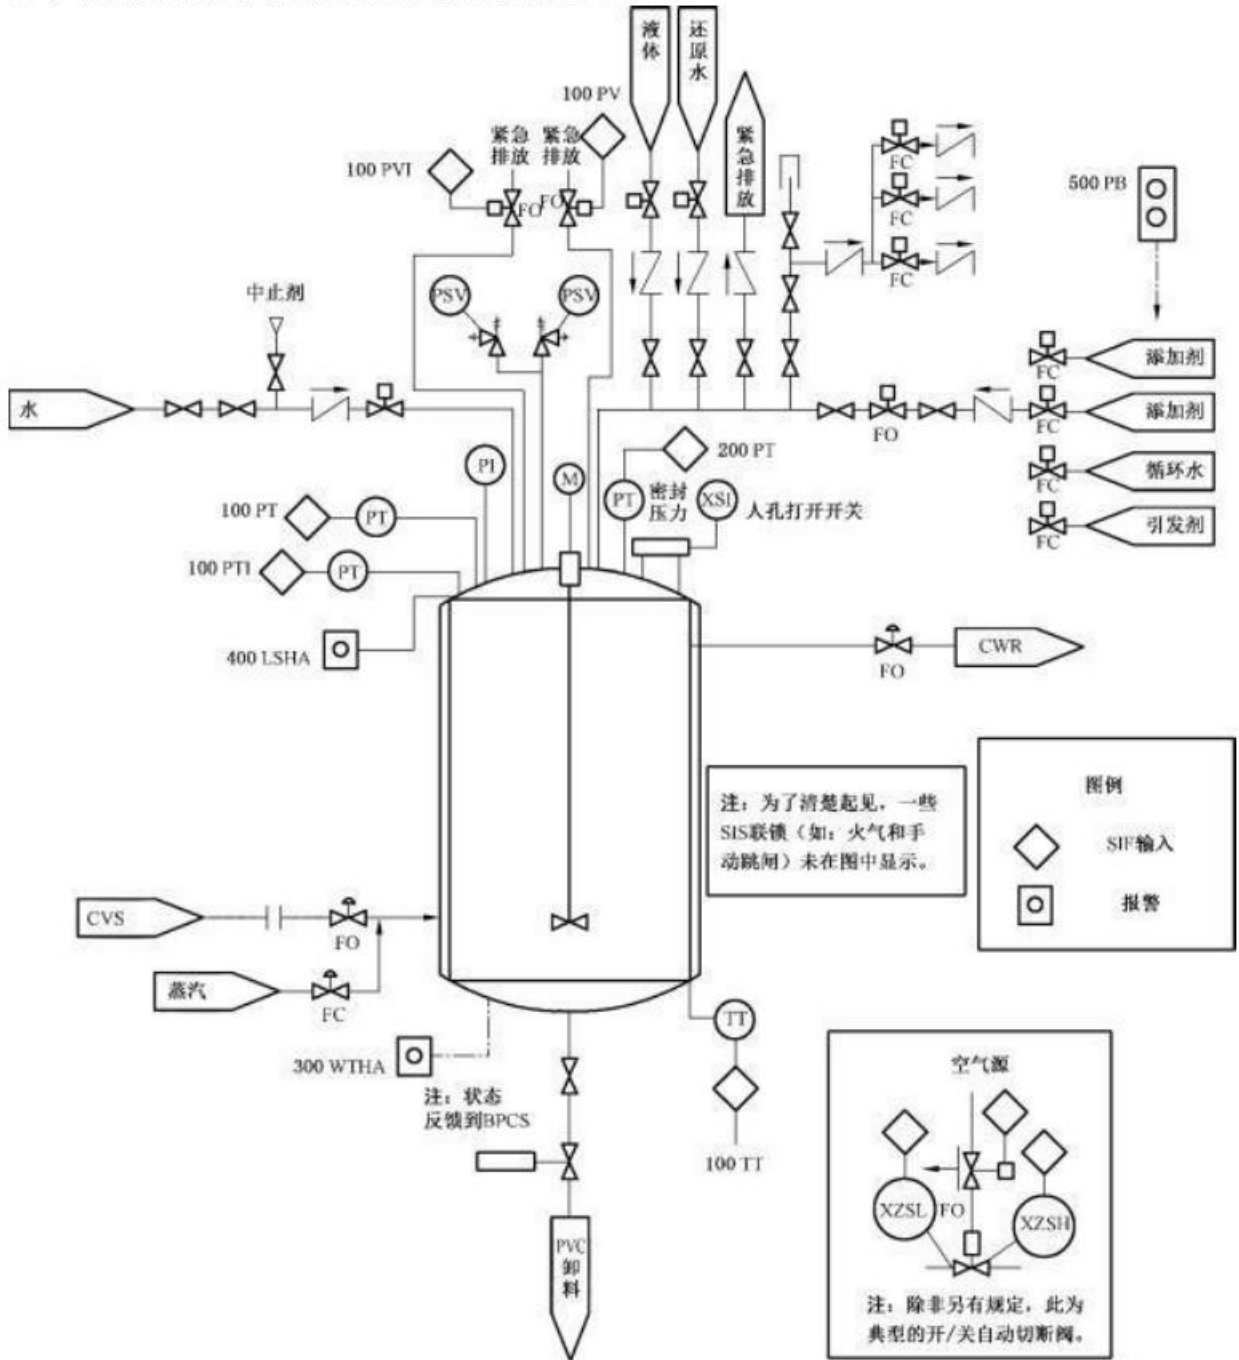 液体
还原水
100 PV
紧急排放
紧急排放
100 PVI
紧急排放
FO
FO
FC
FC
FC
500 PB
PSV
PSV
中止剂
水
FO
FC
添加剂
FC
添加剂
FC
循环水
FC
引发剂
PI
M
200 PT
PT
密封压力
XSI
人孔打开开关
100 PT
PT
100 PTI
PT
400 LSHA
FO
CWR
注：为了清楚起见，一些
SIS联锁（如：火气和手
动跳闸）未在图中显示。
图例
SIF输入
报警
CVS
FO
蒸汽
FC
300 WTHA
注：状态
反馈到BPCS
TT
100 TT
PVC卸料
空气源
XZSL
FO
XZSH
注：除非另有规定，此为
典型的开/关自动切断阀。